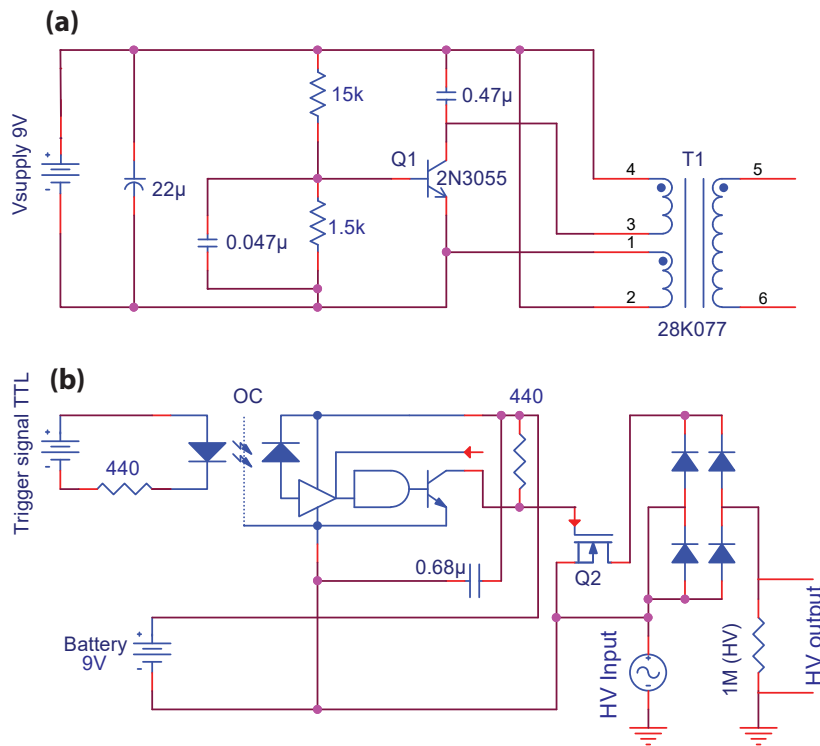 (a)
Vsupply 9V
+
-
22µ
15k
0.047µ
1.5k
Q1
2N3055
0.47µ
T1
4
3
1
2
5
6
28K077
(b)
Trigger signal TTL
+
-
440
OC
440
0.68µ
Battery
9V
+
-
Q2
HV Input
+
-
1M (HV)
HV output